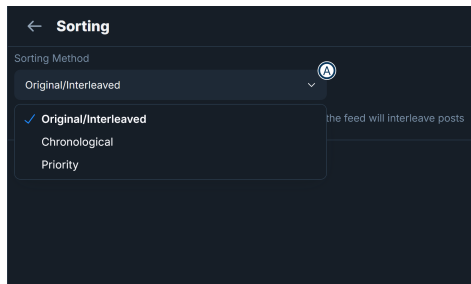 Sorting
Sorting Method
A
Original/Interleaved
the feed will interleave posts
Original/Interleaved
Chronological
Priority